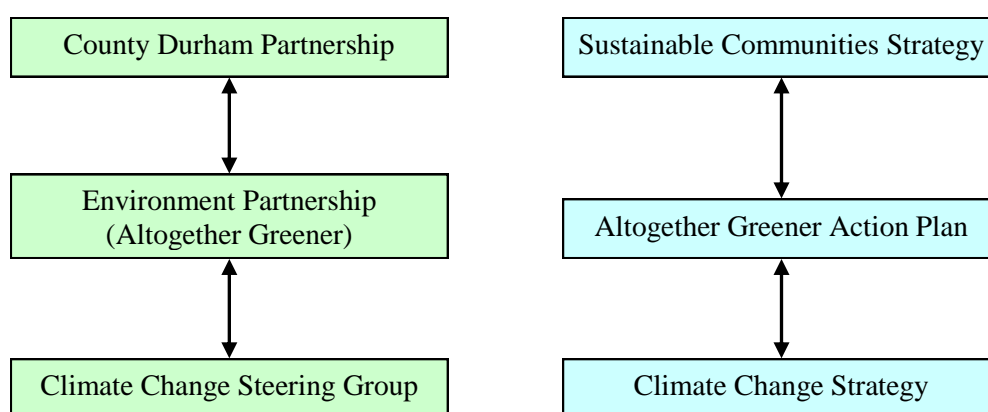 County Durham Partnership
Sustainable Communities Strategy
Environment Partnership
(Altogether Greener)
Altogether Greener Action Plan
Climate Change Steering Group
Climate Change Strategy